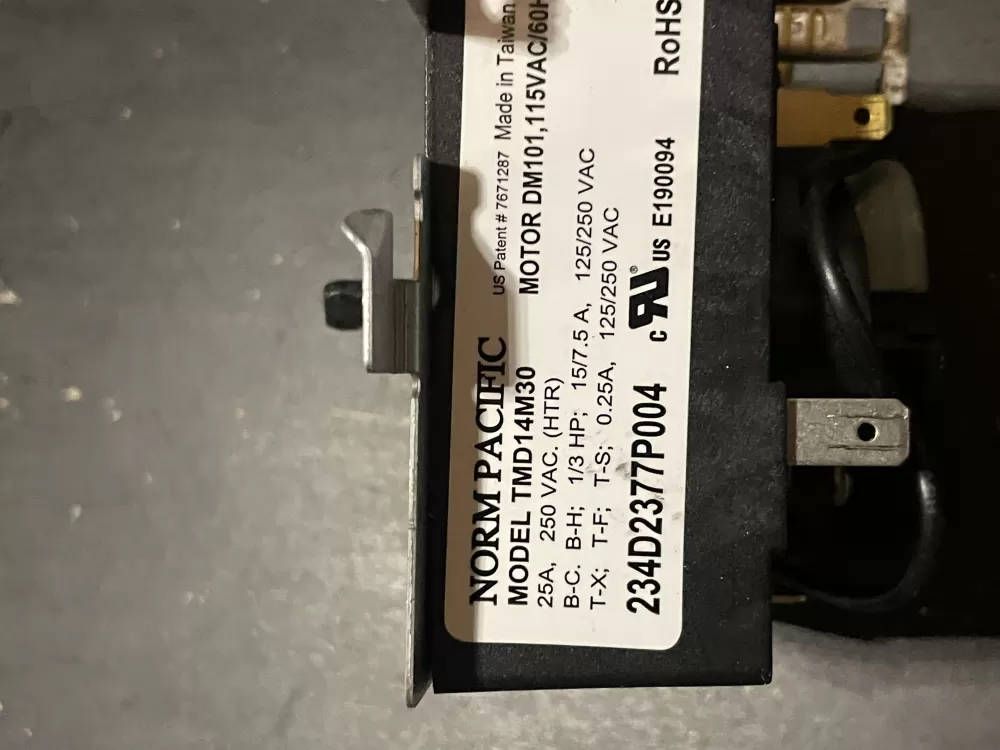 NORM PACIFIC US Patent # 7671287 Made in Taiwan
MODEL TMD14M30 MOTOR DM101,115VAC/60H
25A, 250 VAC. (HTR)
B-C. B-H; 1/3 HP; 15/7.5 A, 125/250 VAC
T-X; T-F; T-S; 0.25A, 125/250 VAC
c RU ® US E190094 RoHS
234D2377P004